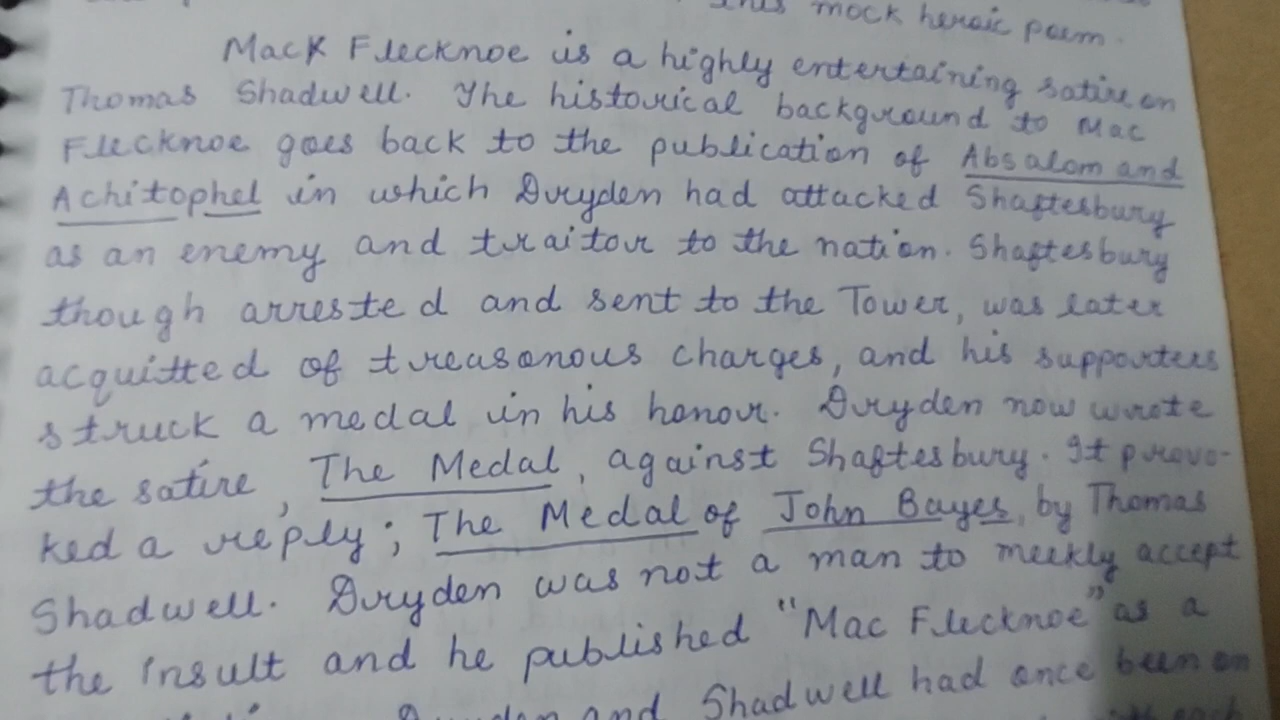 this mock heroic poem.
Mack Flecknoe is a highly entertaining satire on
Thomas Shadwell. The historical background to Mac
Flecknoe goes back to the publication of Absalom and
Achitophel in which Dryden had attacked Shaftesbury
as an enemy and traitor to the nation. Shaftesbury
though arrested and sent to the Tower, was later
acquitted of treasonous charges, and his supporters
struck a medal in his honour. Dryden now wrote
the satire, The Medal, against Shaftesbury. It provo-
ked a reply; The Medal of John Bayes, by Thomas
Shadwell. Dryden was not a man to meekly accept
the insult and he published "Mac Flecknoe" as a
Dryden and Shadwell had once been on